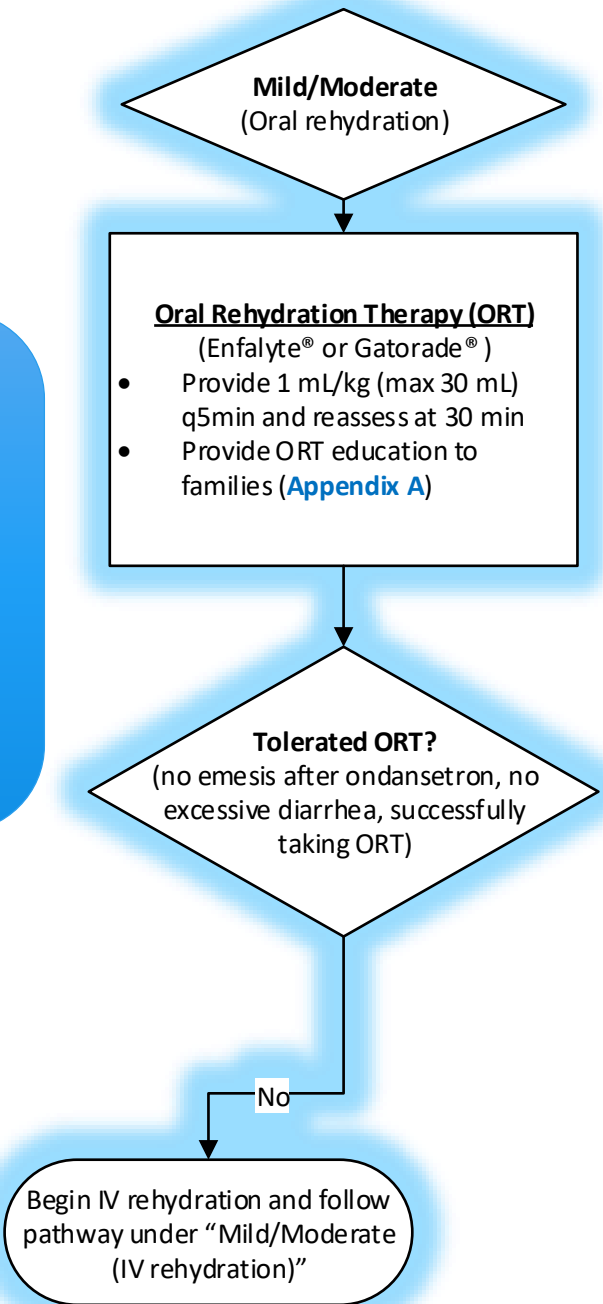 Mild/Moderate
(Oral rehydration)
Oral Rehydration Therapy (ORT)
(Enfalyte® or Gatorade® )
• Provide 1 mL/kg (max 30 mL)
q5min and reassess at 30 min
• Provide ORT education to
families (Appendix A)
Tolerated ORT?
(no emesis after ondansetron, no
excessive diarrhea, successfully
taking ORT)
No
Begin IV rehydration and follow
pathway under “Mild/Moderate
(IV rehydration)”